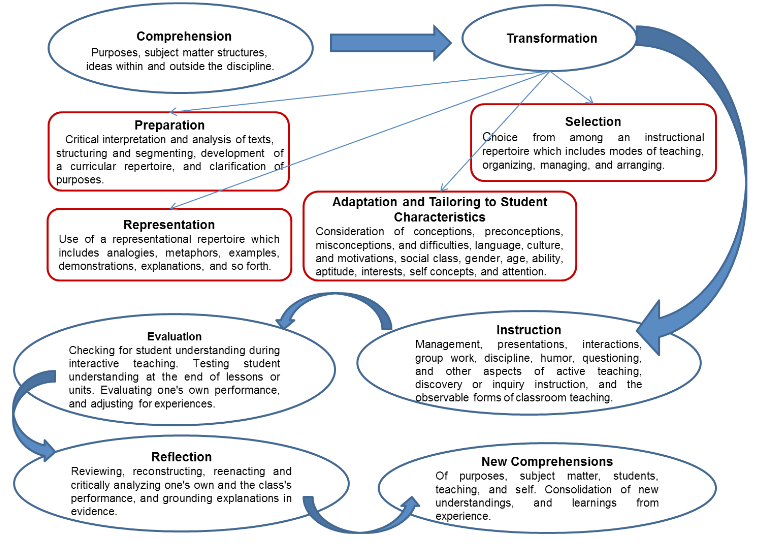 Comprehension
Purposes, subject matter structures,
ideas within and outside the discipline.
Transformation
Preparation
Critical interpretation and analysis of texts,
structuring and segmenting, development of
a curricular repertoire, and clarification of
purposes.
Selection
Choice from among an instructional
repertoire which includes modes of teaching,
organizing, managing, and arranging.
Representation
Use of a representational repertoire which
includes analogies, metaphors, examples,
demonstrations, explanations, and so forth.
Adaptation and Tailoring to Student
Characteristics
Consideration of conceptions, preconceptions,
misconceptions, and difficulties, language, culture,
and motivations, social class, gender, age, ability,
aptitude, interests, self concepts, and attention.
Instruction
Management, presentations, interactions,
group work, discipline, humor, questioning,
and other aspects of active teaching,
discovery or inquiry instruction, and the
observable forms of classroom teaching.
Evaluation
Checking for student understanding during
interactive teaching. Testing student
understanding at the end of lessons or
units. Evaluating one's own performance,
and adjusting for experiences.
Reflection
Reviewing, reconstructing, reenacting and
critically analyzing one's own and the class's
performance, and grounding explanations in
evidence.
New Comprehensions
Of purposes, subject matter, students,
teaching, and self. Consolidation of new
understandings, and learnings from
experience.